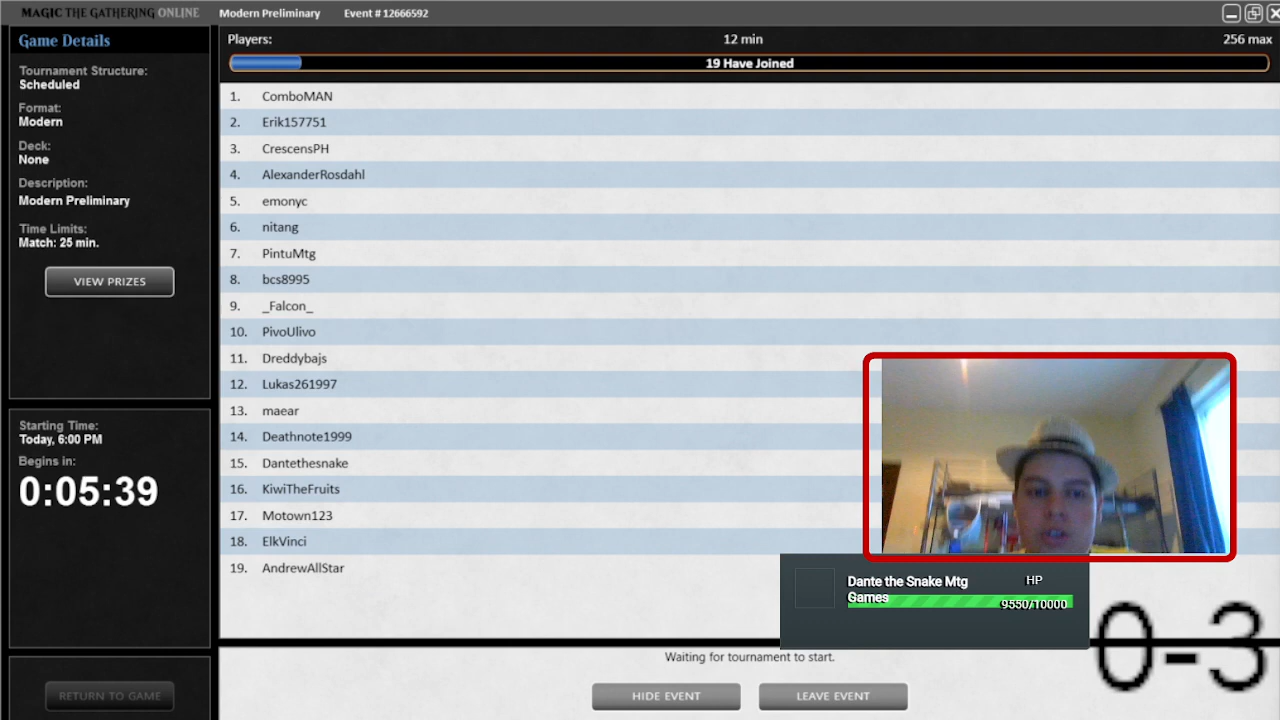 MAGIC THE GATHERING ONLINE
Modern Preliminary Event # 12666592
Game Details
Tournament Structure:
Scheduled
Format:
Modern
Deck:
None
Description:
Modern Preliminary
Time Limits:
Match: 25 min.
VIEW PRIZES
Starting Time:
Today, 6:00 PM
Begins in:
0:05:39
RETURN TO GAME
Players: 12 min 256 max
19 Have Joined
1. ComboMAN
2. Erik157751
3. CrescensPH
4. AlexanderRosdahl
5. emonyc
6. nitang
7. PintuMtg
8. bcs8995
9. _Falcon_
10. PivoUlivo
11. Dreddybajs
12. Lukas261997
13. maear
14. Deathnote1999
15. Dantethesnake
16. KiwiTheFruits
17. Motown123
18. ElkVinci
19. AndrewAllStar
Dante the Snake Mtg HP
Games 9550/10000
0-3
Waiting for tournament to start.
HIDE EVENT LEAVE EVENT